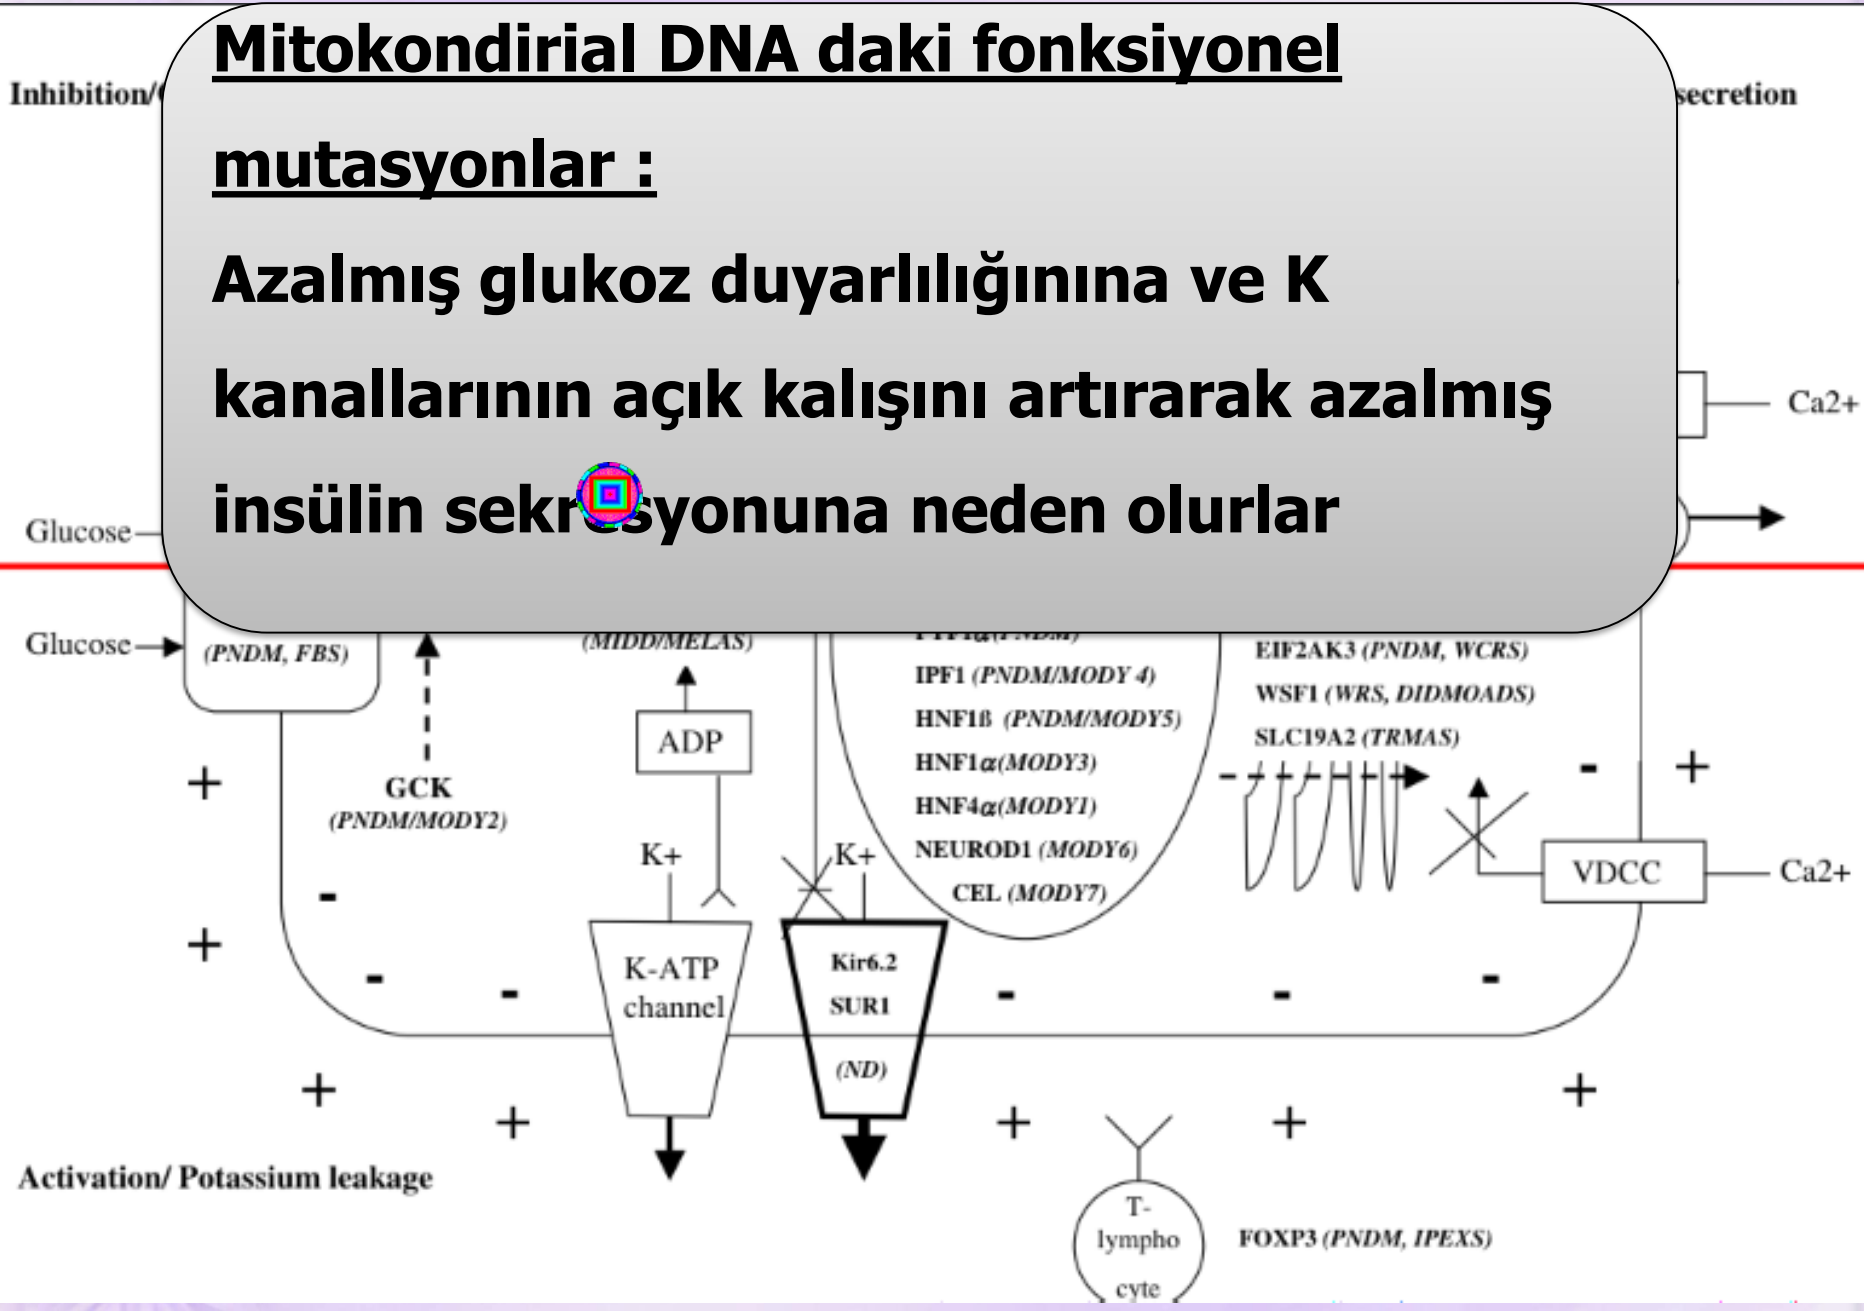 Mitokondirial DNA daki fonksiyonel
mutasyonlar :
Azalmış glukoz duyarlılığınına ve K
kanallarının açık kalışını artırarak azalmış
insülin sekresyonuna neden olurlar
secretion
Ca2+
Glucose
Glucose
(PNDM, FBS)
(MIDD/MELAS)
ADP
GCK
(PNDM/MODY2)
IPF1 (PNDM/MODY 4)
HNF1ß (PNDM/MODY5)
HNF1α(MODY3)
HNF4α(MODY1)
NEUROD1 (MODY6)
CEL (MODY7)
EIF2AK3 (PNDM, WCRS)
WSF1 (WRS, DIDMOADS)
SLC19A2 (TRMAS)
+
-
+
K+
K+
VDCC
Ca2+
-
+
K-ATP
channel
Kir6.2
SUR1
(ND)
-
-
-
-
-
+
+
+
+
+
Activation/ Potassium leakage
T-
lympho
cyte
FOXP3 (PNDM, IPEXS)